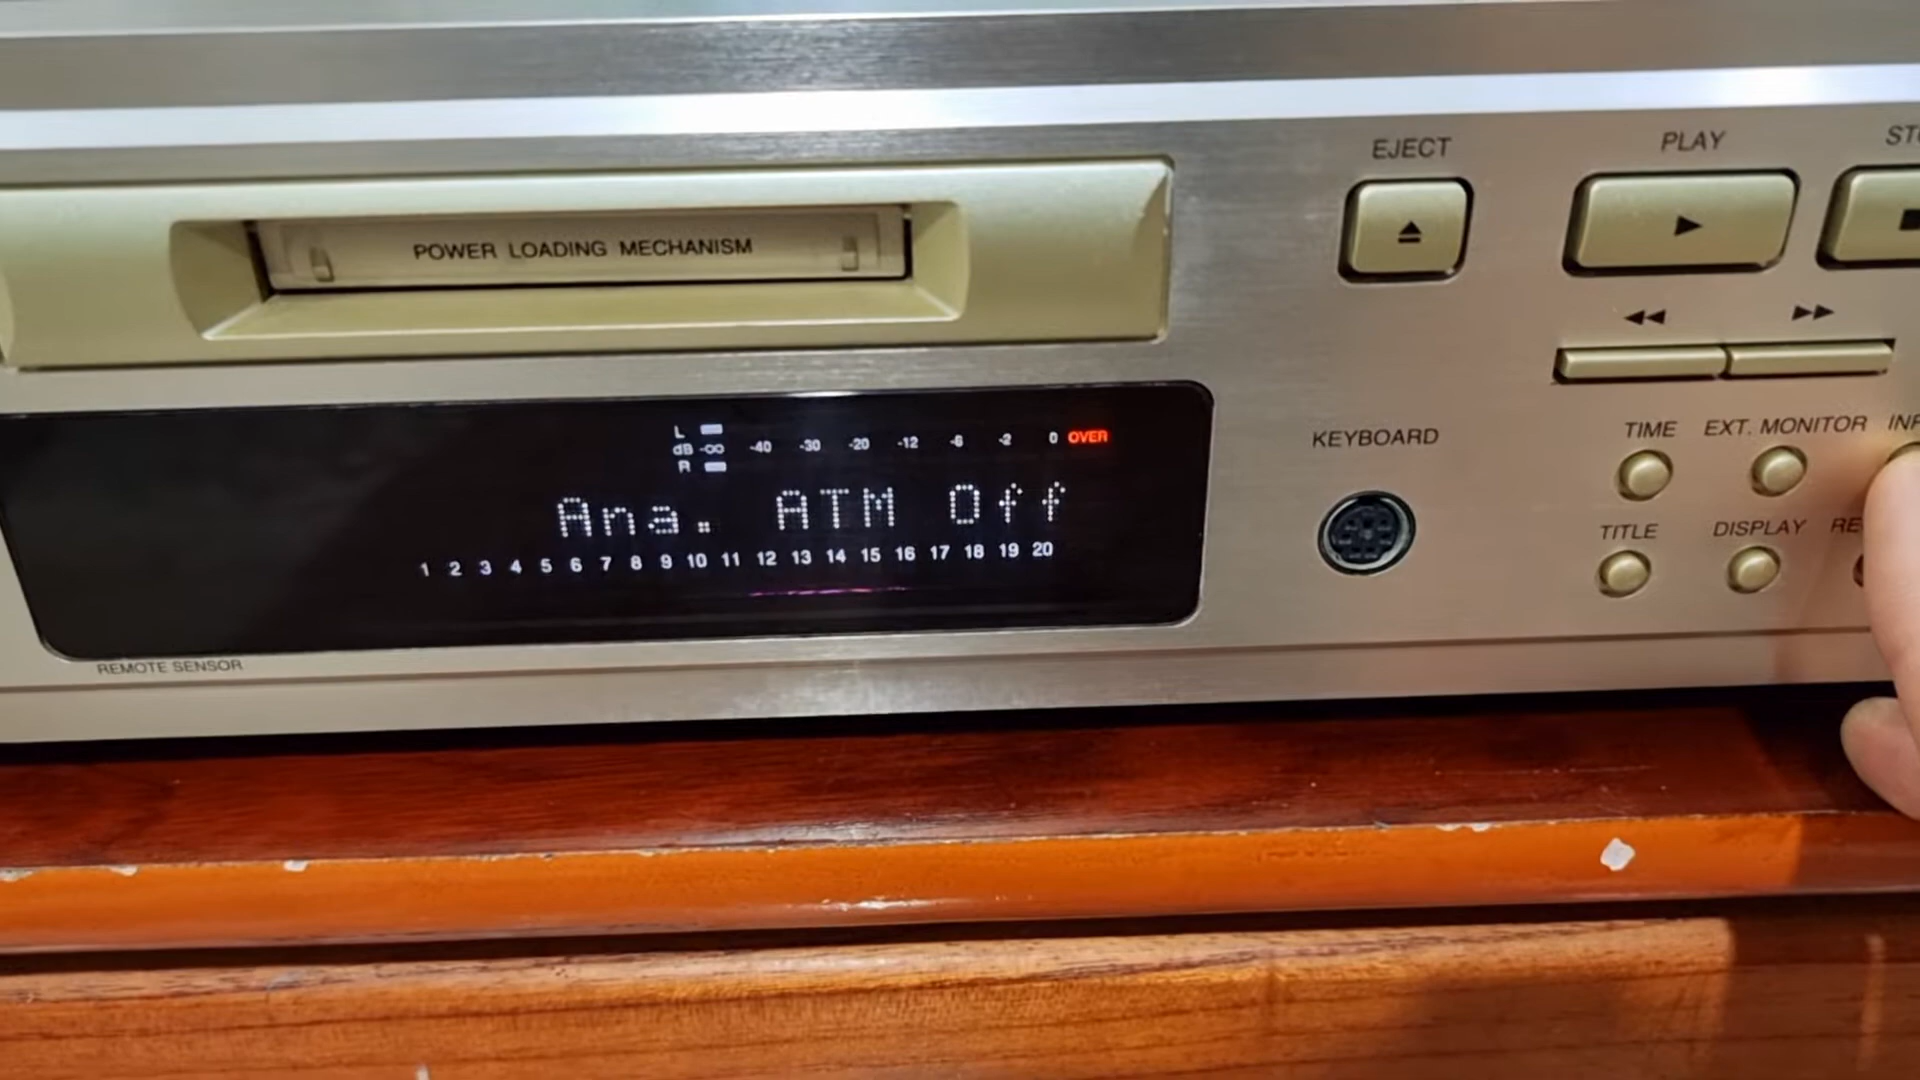 EJECT
PLAY
POWER LOADING MECHANISM
L
dB -∞ -40 -30 -20 -12 -6 -2 0 OVER
R
Ana. ATM Off
1 2 3 4 5 6 7 8 9 10 11 12 13 14 15 16 17 18 19 20
KEYBOARD
TIME EXT. MONITOR
TITLE DISPLAY
REMOTE SENSOR